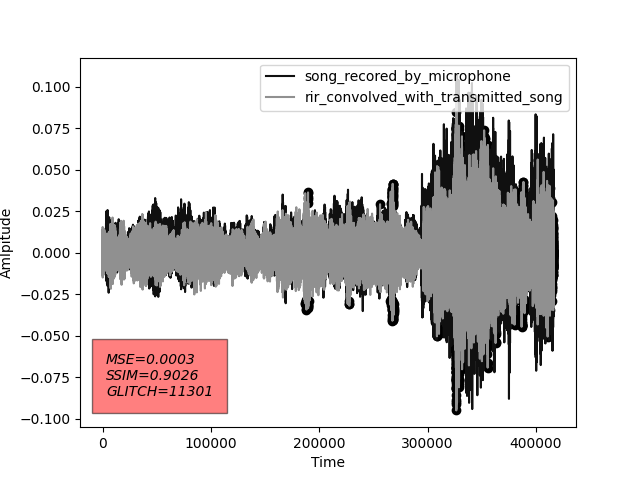 song_recored_by_microphone
rir_convolved_with_transmitted_song
0.100
0.075
0.050
0.025
0.000
−0.025
−0.050
−0.075
−0.100
Amlpitude
MSE=0.0003
SSIM=0.9026
GLITCH=11301
0 100000 200000 300000 400000
Time